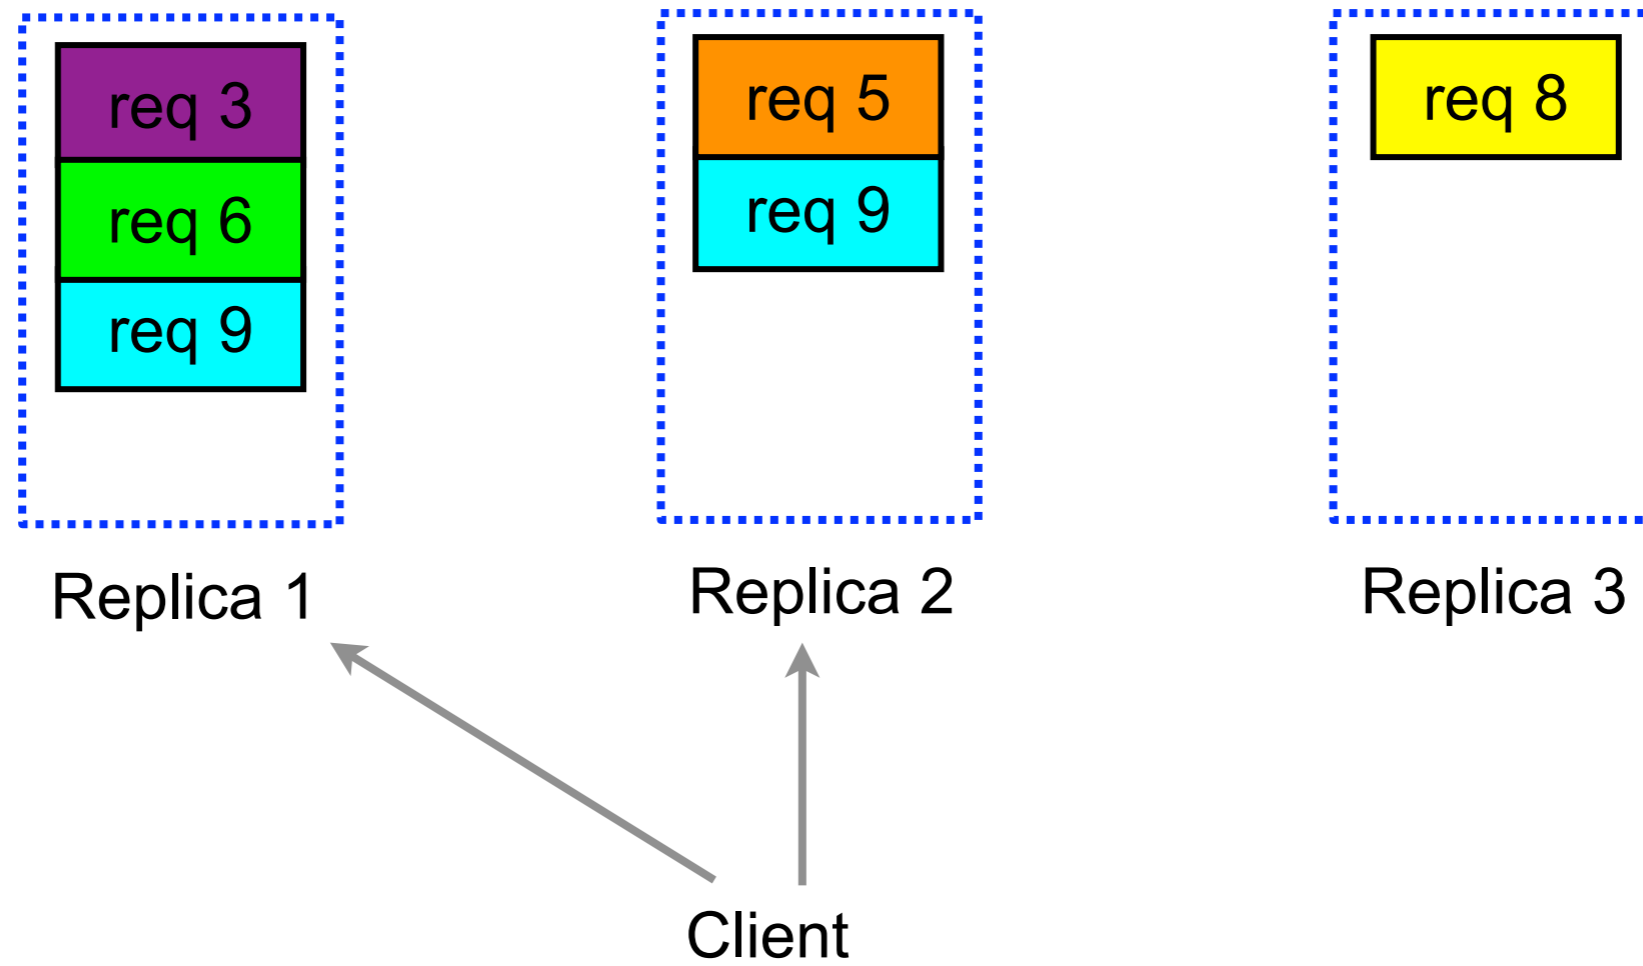 req 3
req 6
req 9
Replica 1
req 5
req 9
Replica 2
req 8
Replica 3
Client